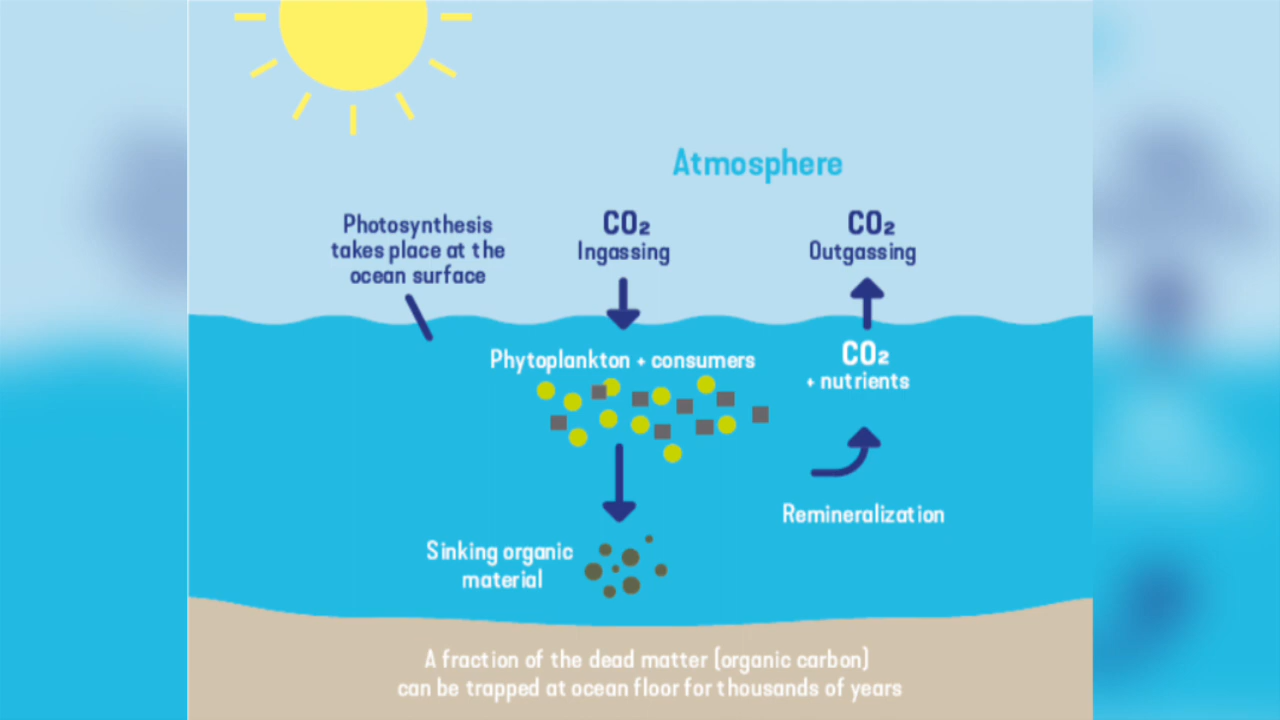 Atmosphere
Photosynthesis
takes place at the
ocean surface
CO₂
Ingassing
CO₂
Outgassing
Phytoplankton + consumers
CO₂
+ nutrients
Remineralization
Sinking organic
material
A fraction of the dead matter (organic carbon)
can be trapped at ocean floor for thousands of years